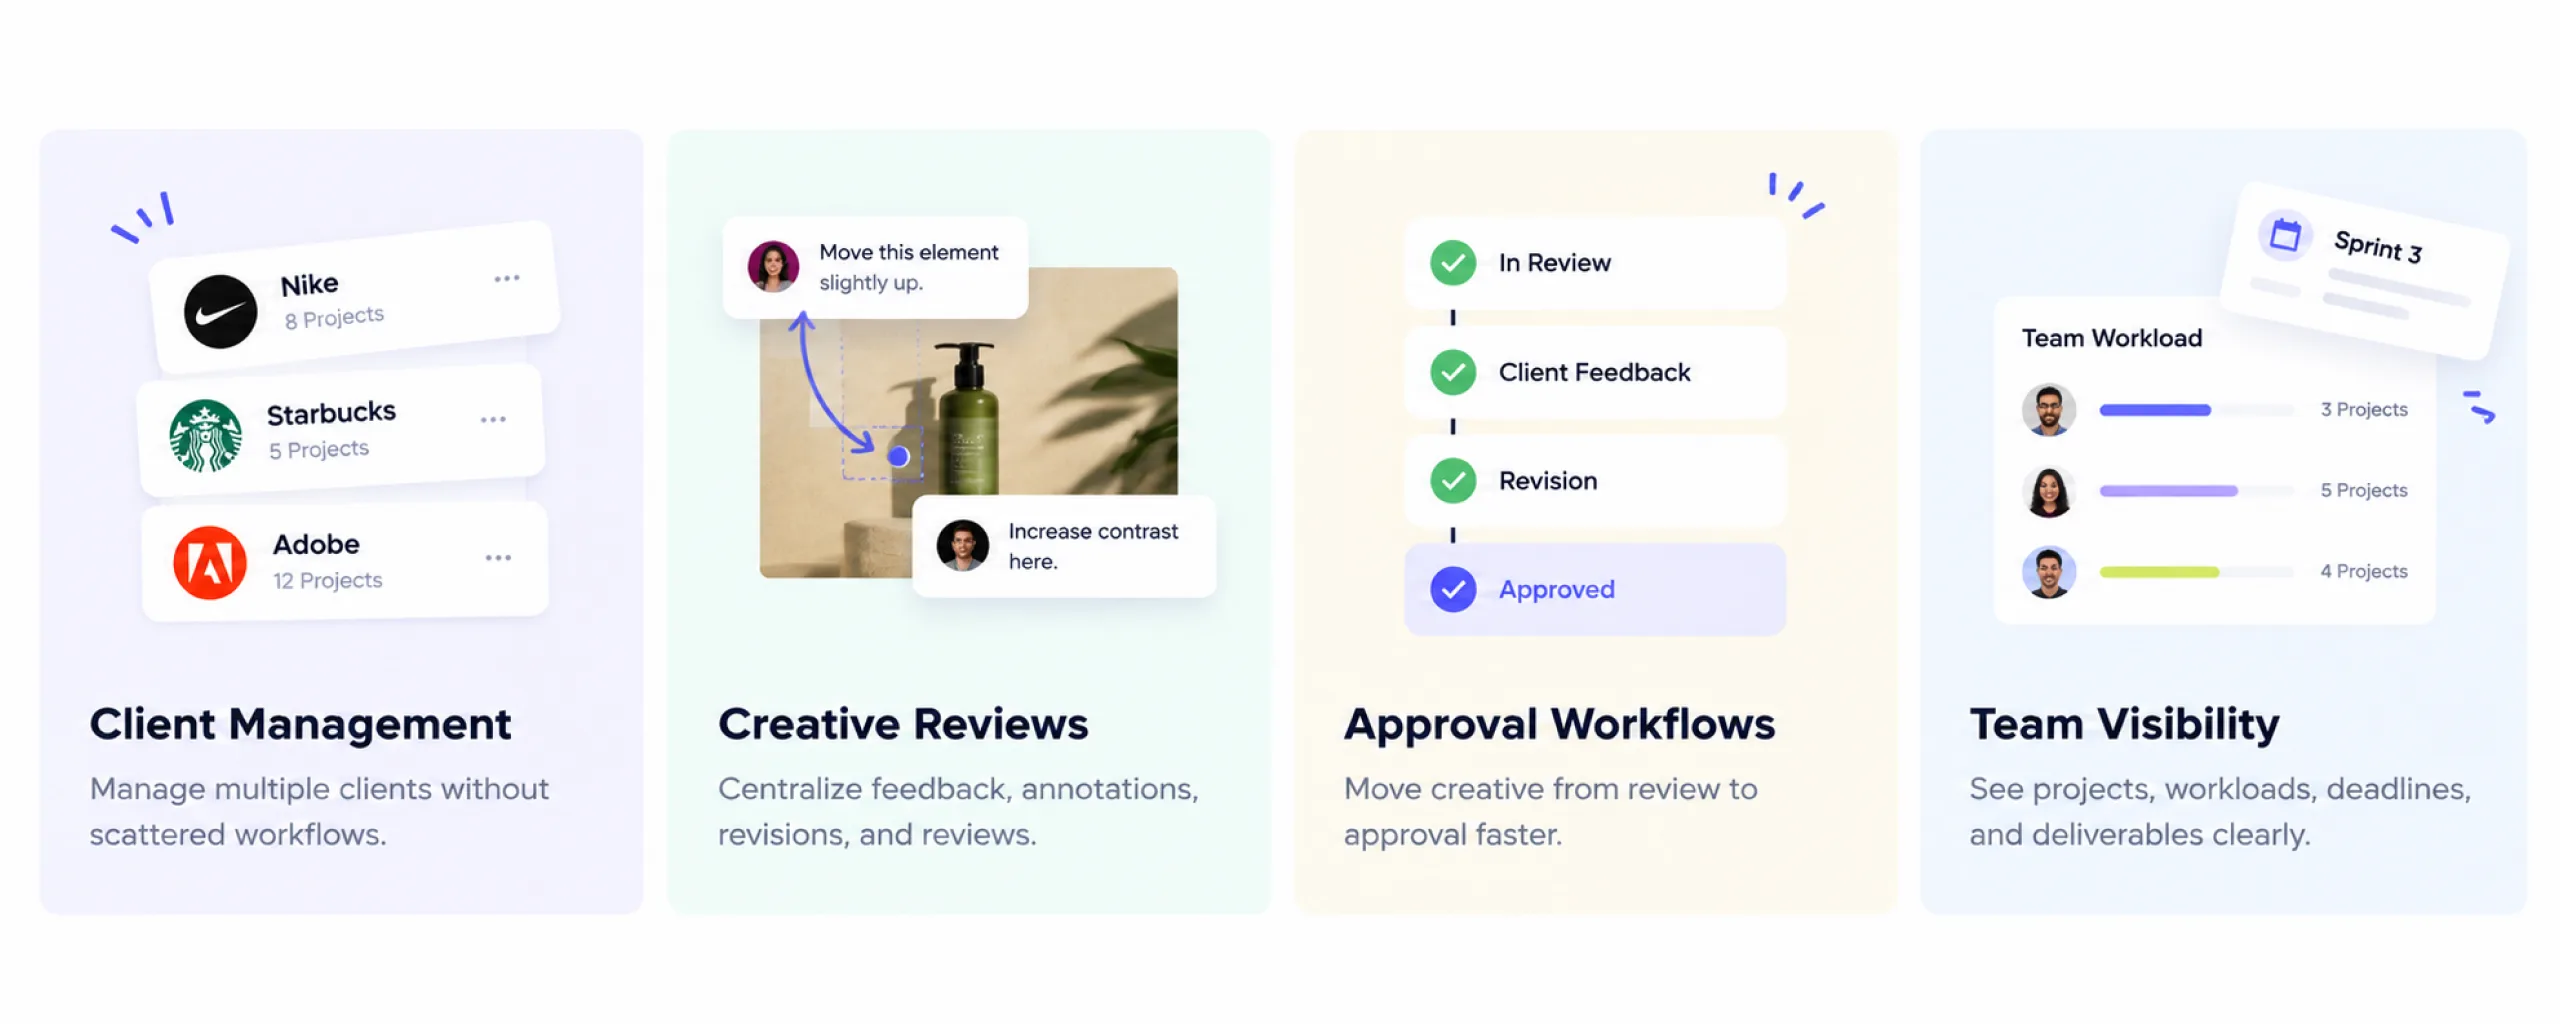 Nike
8 Projects
Starbucks
5 Projects
Adobe
12 Projects
Client Management
Manage multiple clients without
scattered workflows.
Move this element
slightly up.
Increase contrast
here.
Creative Reviews
Centralize feedback, annotations,
revisions, and reviews.
In Review
Client Feedback
Revision
Approved
Approval Workflows
Move creative from review to
approval faster.
Sprint 3
Team Workload
3 Projects
5 Projects
4 Projects
Team Visibility
See projects, workloads, deadlines,
and deliverables clearly.